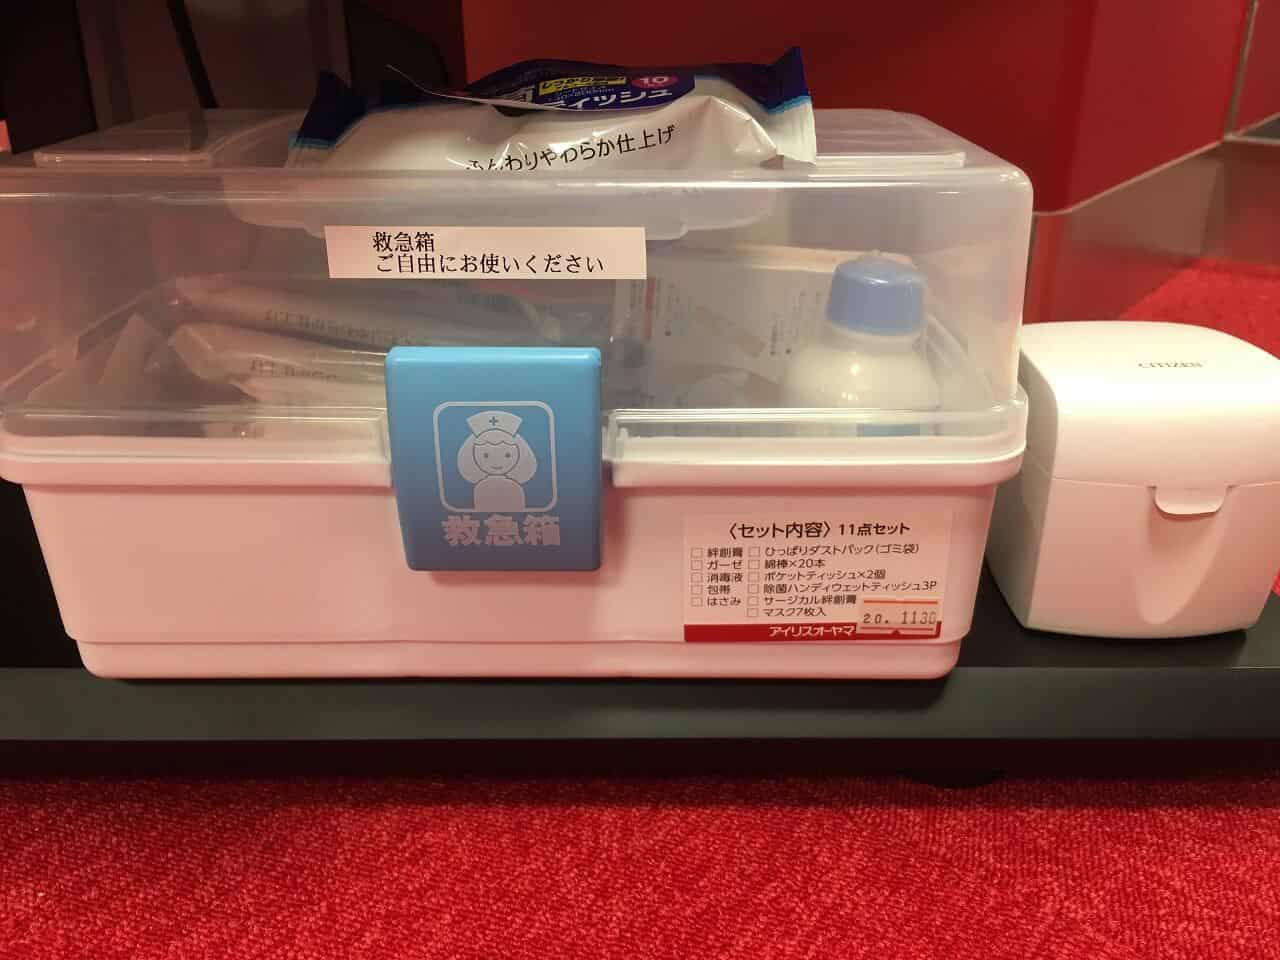 しっかり
10
ィッシュ
ふんわりやわらか仕上げ
救急箱
ご自由にお使いください
CITIZEN
救急箱
〈セット内容〉11点セット
□ 絆創膏 □ ひっぱりダストパック(ゴミ袋)
□ ガーゼ □ 綿棒×20本
□ 消毒液 □ ポケットティッシュ×2個
□ 包帯 □ 除菌ハンディウェットティッシュ3P
□ はさみ □ サージカル絆創膏
□ マスク7枚入
アイリスオーヤマ
20. 1130